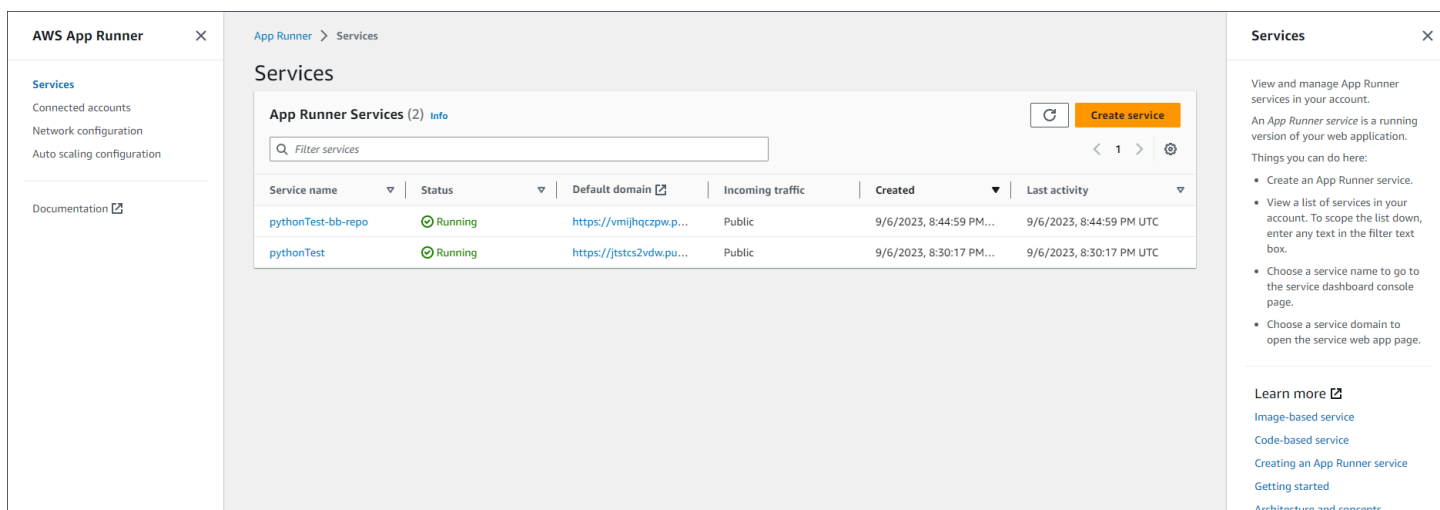 AWS App Runner
Services
Connected accounts
Network configuration
Auto scaling configuration
Documentation
App Runner > Services
Services
App Runner Services (2) Info
Create service
Filter services
1
Service name Status Default domain Incoming traffic Created Last activity
pythonTest-bb-repo Running https://vmijhqczpw.p... Public 9/6/2023, 8:44:59 PM... 9/6/2023, 8:44:59 PM UTC
pythonTest Running https://jtstcs2vdw.pu... Public 9/6/2023, 8:30:17 PM... 9/6/2023, 8:30:17 PM UTC
Services
View and manage App Runner
services in your account.
An App Runner service is a running
version of your web application.
Things you can do here:
• Create an App Runner service.
• View a list of services in your
account. To scope the list down,
enter any text in the filter text
box.
• Choose a service name to go to
the service dashboard console
page.
• Choose a service domain to
open the service web app page.
Learn more
Image-based service
Code-based service
Creating an App Runner service
Getting started
Architecture and concepts